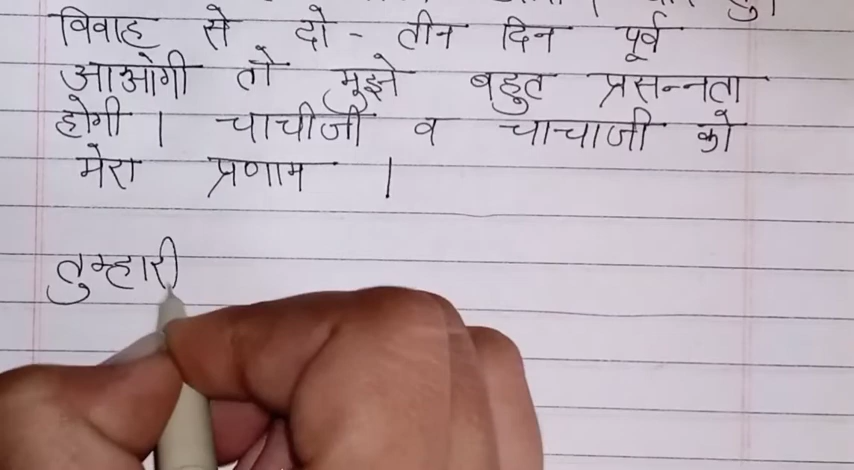 विवाह से दो - तीन दिन पूर्व
आओगी तो मुझे बहुत प्रसन्नता
होगी । चाचीजी व चाचाजी को
मेरा प्रणाम ।
तुम्हारी